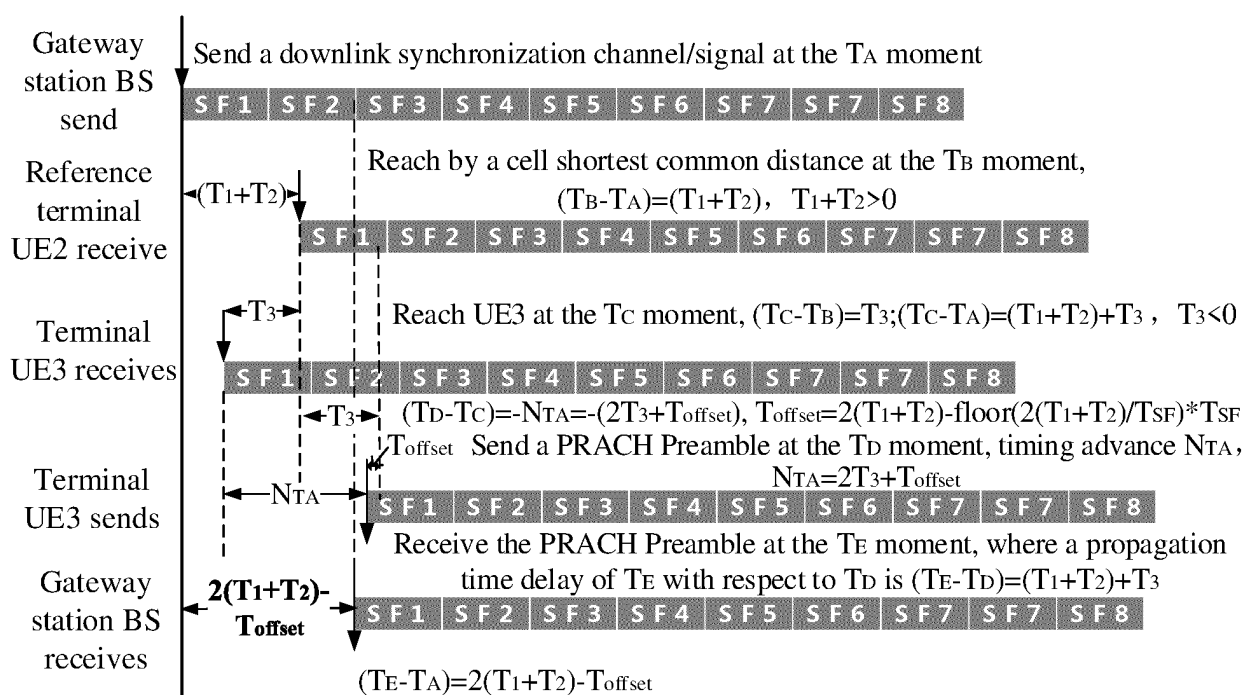 Gateway
station BS
send
Send a downlink synchronization channel/signal at the TA moment
SF1 SF2 SF3 SF4 SF5 SF6 SF7 SF7 SF8
Reference
terminal
UE2 receive
(T1+T2)
Reach by a cell shortest common distance at the TB moment,
(TB-TA)=(T1+T2), T1+T2>0
SF1 SF2 SF3 SF4 SF5 SF6 SF7 SF7 SF8
Terminal
UE3 receives
T3
Reach UE3 at the TC moment, (TC-TB)=T3;(TC-TA)=(T1+T2)+T3 , T3<0
SF1 SF2 SF3 SF4 SF5 SF6 SF7 SF7 SF8
T3
(TD-TC)=-NTA=-(2T3+Toffset), Toffset=2(T1+T2)-floor(2(T1+T2)/TSF)*TSF
Toffset
Send a PRACH Preamble at the TD moment, timing advance NTA,
NTA=2T3+Toffset
Terminal
UE3 sends
NTA
SF1 SF2 SF3 SF4 SF5 SF6 SF7 SF7 SF8
Receive the PRACH Preamble at the TE moment, where a propagation
time delay of TE with respect to TD is (TE-TD)=(T1+T2)+T3
Gateway
station BS
receives
2(T1+T2)-
Toffset
SF1 SF2 SF3 SF4 SF5 SF6 SF7 SF7 SF8
(TE-TA)=2(T1+T2)-Toffset